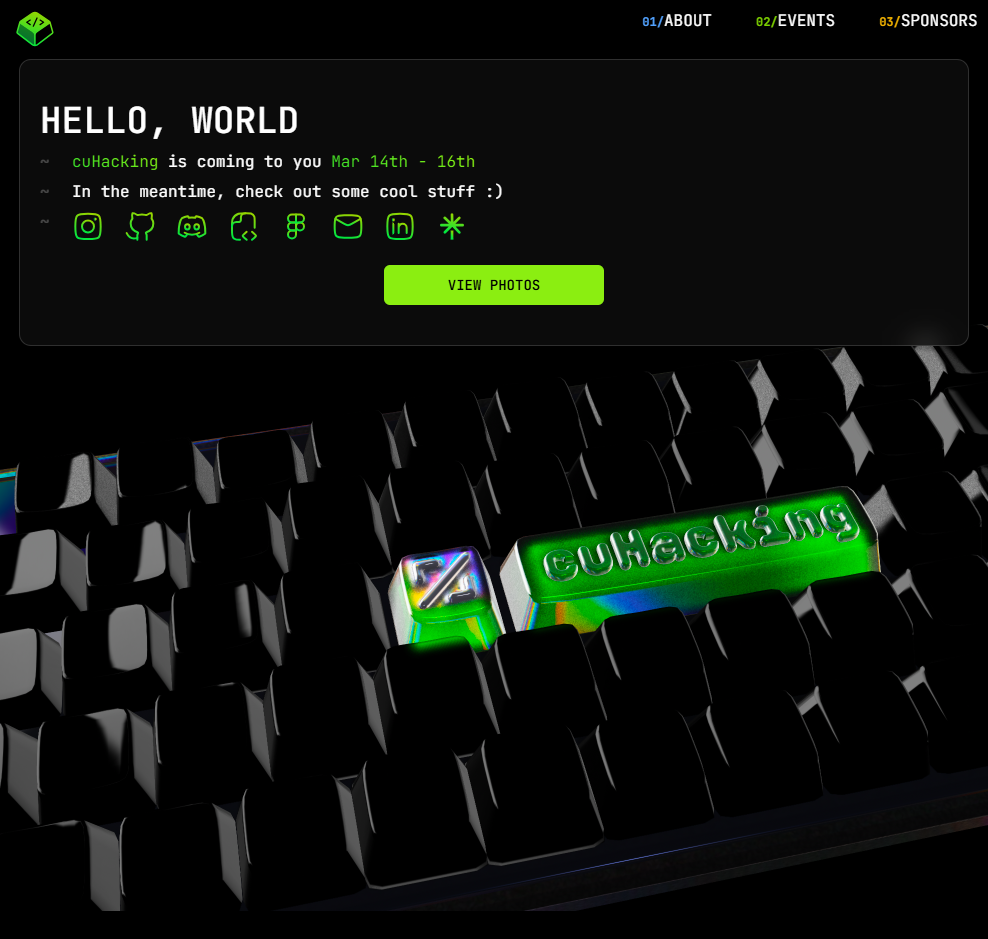 </>
01/ABOUT 02/EVENTS 03/SPONSORS
HELLO, WORLD
~ cuHacking is coming to you Mar 14th - 16th
~ In the meantime, check out some cool stuff :)
~
VIEW PHOTOS
cuHacking